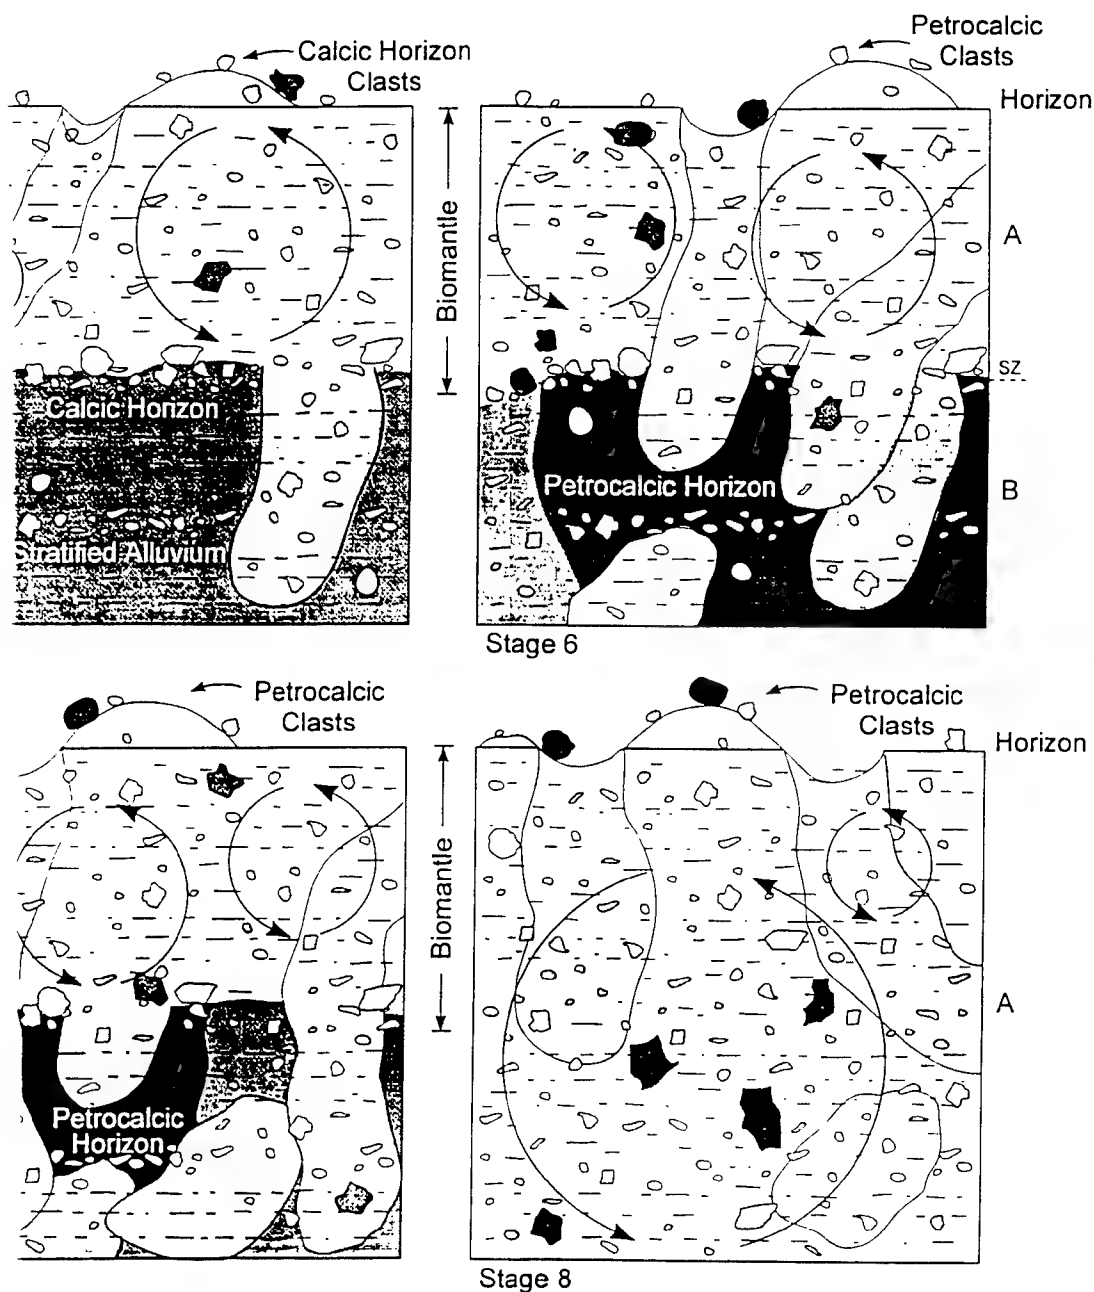 Calcic Horizon
Clasts
Petrocalcic
Clasts
Horizon
Biomantle
A
sz
Calcic Horizon
Petrocalcic Horizon
B
Stratified Alluvium
Stage 6
Petrocalcic
Clasts
Petrocalcic
Clasts
Horizon
Biomantle
A
Petrocalcic
Horizon
Stage 8